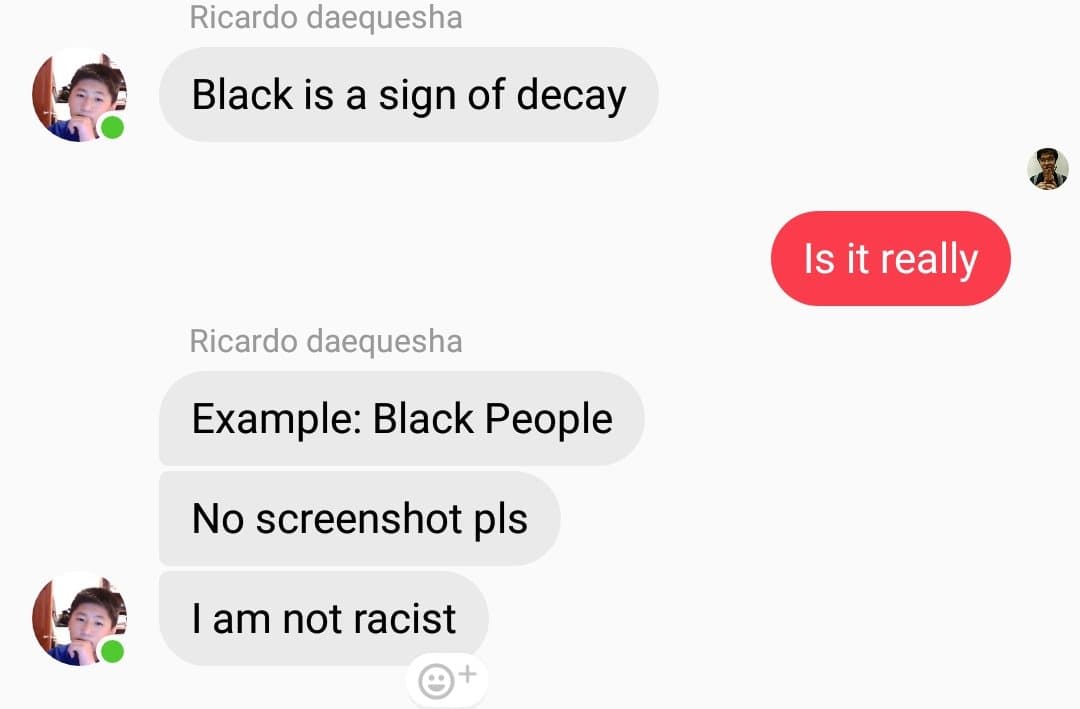 Ricardo daequesha
Black is a sign of decay
Is it really
Ricardo daequesha
Example: Black People
No screenshot pls
I am not racist